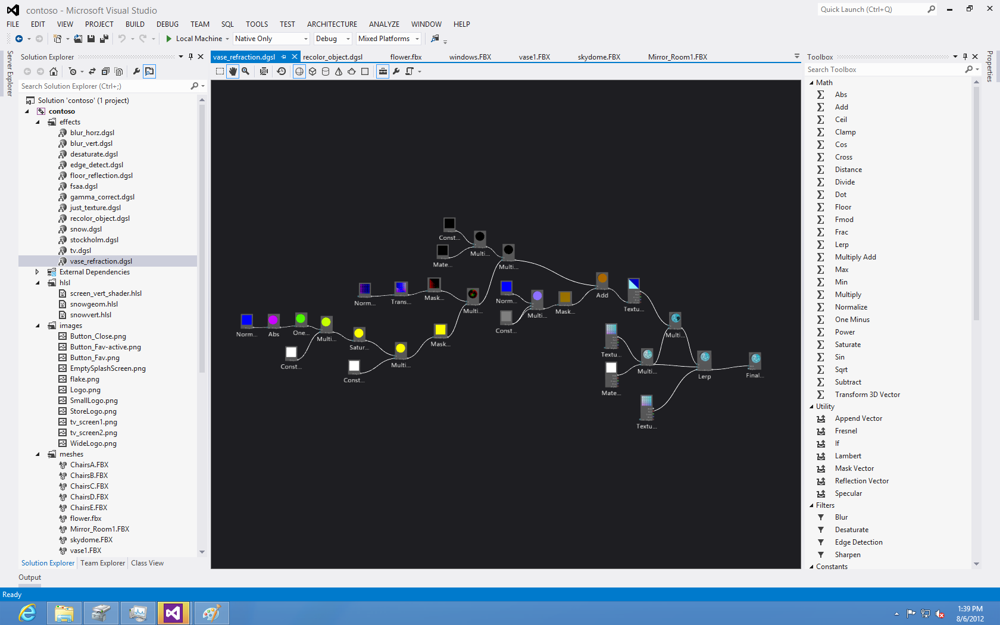 contoso - Microsoft Visual Studio
Quick Launch (Ctrl+Q)
FILE EDIT VIEW PROJECT BUILD DEBUG TEAM SQL TOOLS TEST ARCHITECTURE ANALYZE WINDOW HELP
Local Machine Native Only Debug Mixed Platforms
Server Explorer
Solution Explorer
Search Solution Explorer (Ctrl+;)
Solution 'contoso' (1 project)
contoso
effects
blur_horz.dgsl
blur_vert.dgsl
desaturate.dgsl
edge_detect.dgsl
floor_reflection.dgsl
fsaa.dgsl
gamma_correct.dgsl
just_texture.dgsl
recolor_object.dgsl
snow.dgsl
stockholm.dgsl
tv.dgsl
vase_refraction.dgsl
External Dependencies
hlsl
screen_vert_shader.hlsl
snowgeom.hlsl
snowvert.hlsl
images
Button_Close.png
Button_Fav-active.png
Button_Fav.png
EmptySplashScreen.png
flake.png
Logo.png
SmallLogo.png
StoreLogo.png
tv_screen1.png
tv_screen2.png
WideLogo.png
meshes
ChairsA.FBX
ChairsB.FBX
ChairsC.FBX
ChairsD.FBX
ChairsE.FBX
flower.fbx
Mirror_Room1.FBX
skydome.FBX
vase1.FBX
Solution Explorer Team Explorer Class View
Output
vase_refraction.dgsl recolor_object.dgsl flower.fbx windows.FBX vase1.FBX skydome.FBX Mirror_Room1.FBX
Const...
Mate...
Multi...
Multi...
Norm...
Trans...
Mask...
Multi...
Norm...
Const...
Multi...
Mask...
Add
Textu...
Norm...
Abs
One...
Multi...
Const...
Satur...
Const...
Multi...
Mask...
Multi...
Textu...
Mate...
Multi...
Textu...
Lerp
Final...
Toolbox
Search Toolbox
Math
Abs
Add
Ceil
Clamp
Cos
Cross
Distance
Divide
Dot
Floor
Fmod
Frac
Lerp
Multiply Add
Max
Min
Multiply
Normalize
One Minus
Power
Saturate
Sin
Sqrt
Subtract
Transform 3D Vector
Utility
Append Vector
Fresnel
If
Lambert
Mask Vector
Reflection Vector
Specular
Filters
Blur
Desaturate
Edge Detection
Sharpen
Constants
Properties
Ready
1:39 PM
8/6/2012